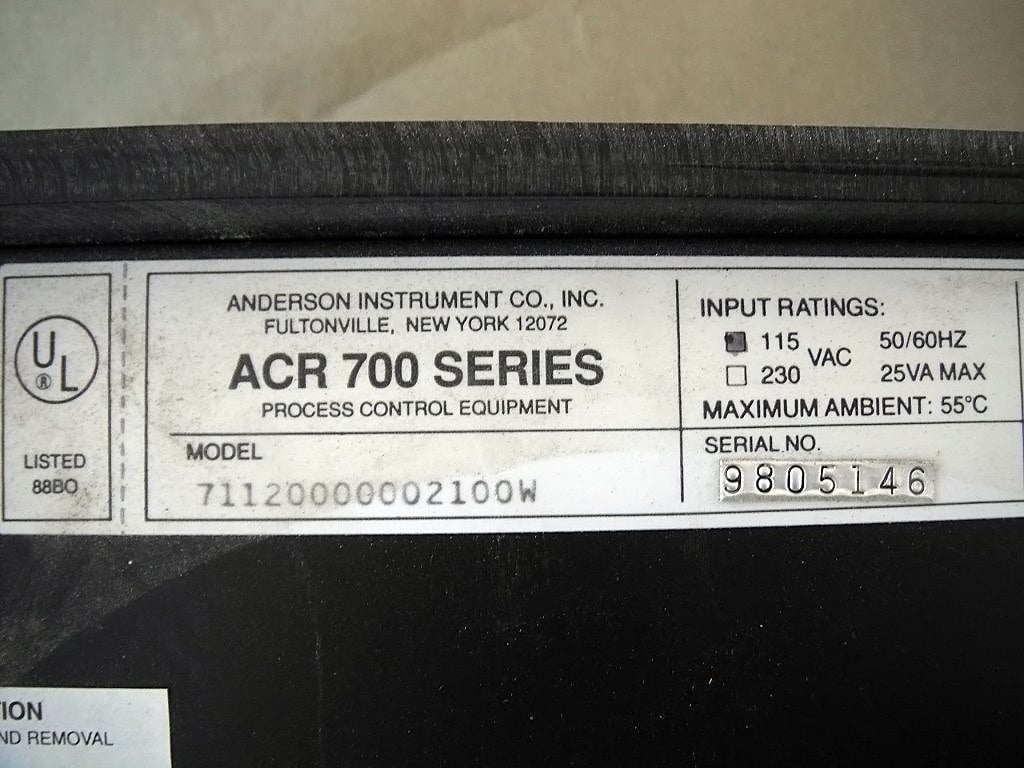 UL
®
LISTED
88BO
ANDERSON INSTRUMENT CO., INC.
FULTONVILLE, NEW YORK 12072
ACR 700 SERIES
PROCESS CONTROL EQUIPMENT
MODEL
71120000002100W
INPUT RATINGS:
115 VAC 50/60HZ
230 25VA MAX
MAXIMUM AMBIENT: 55°C
SERIAL NO.
9805146
TION
ND REMOVAL